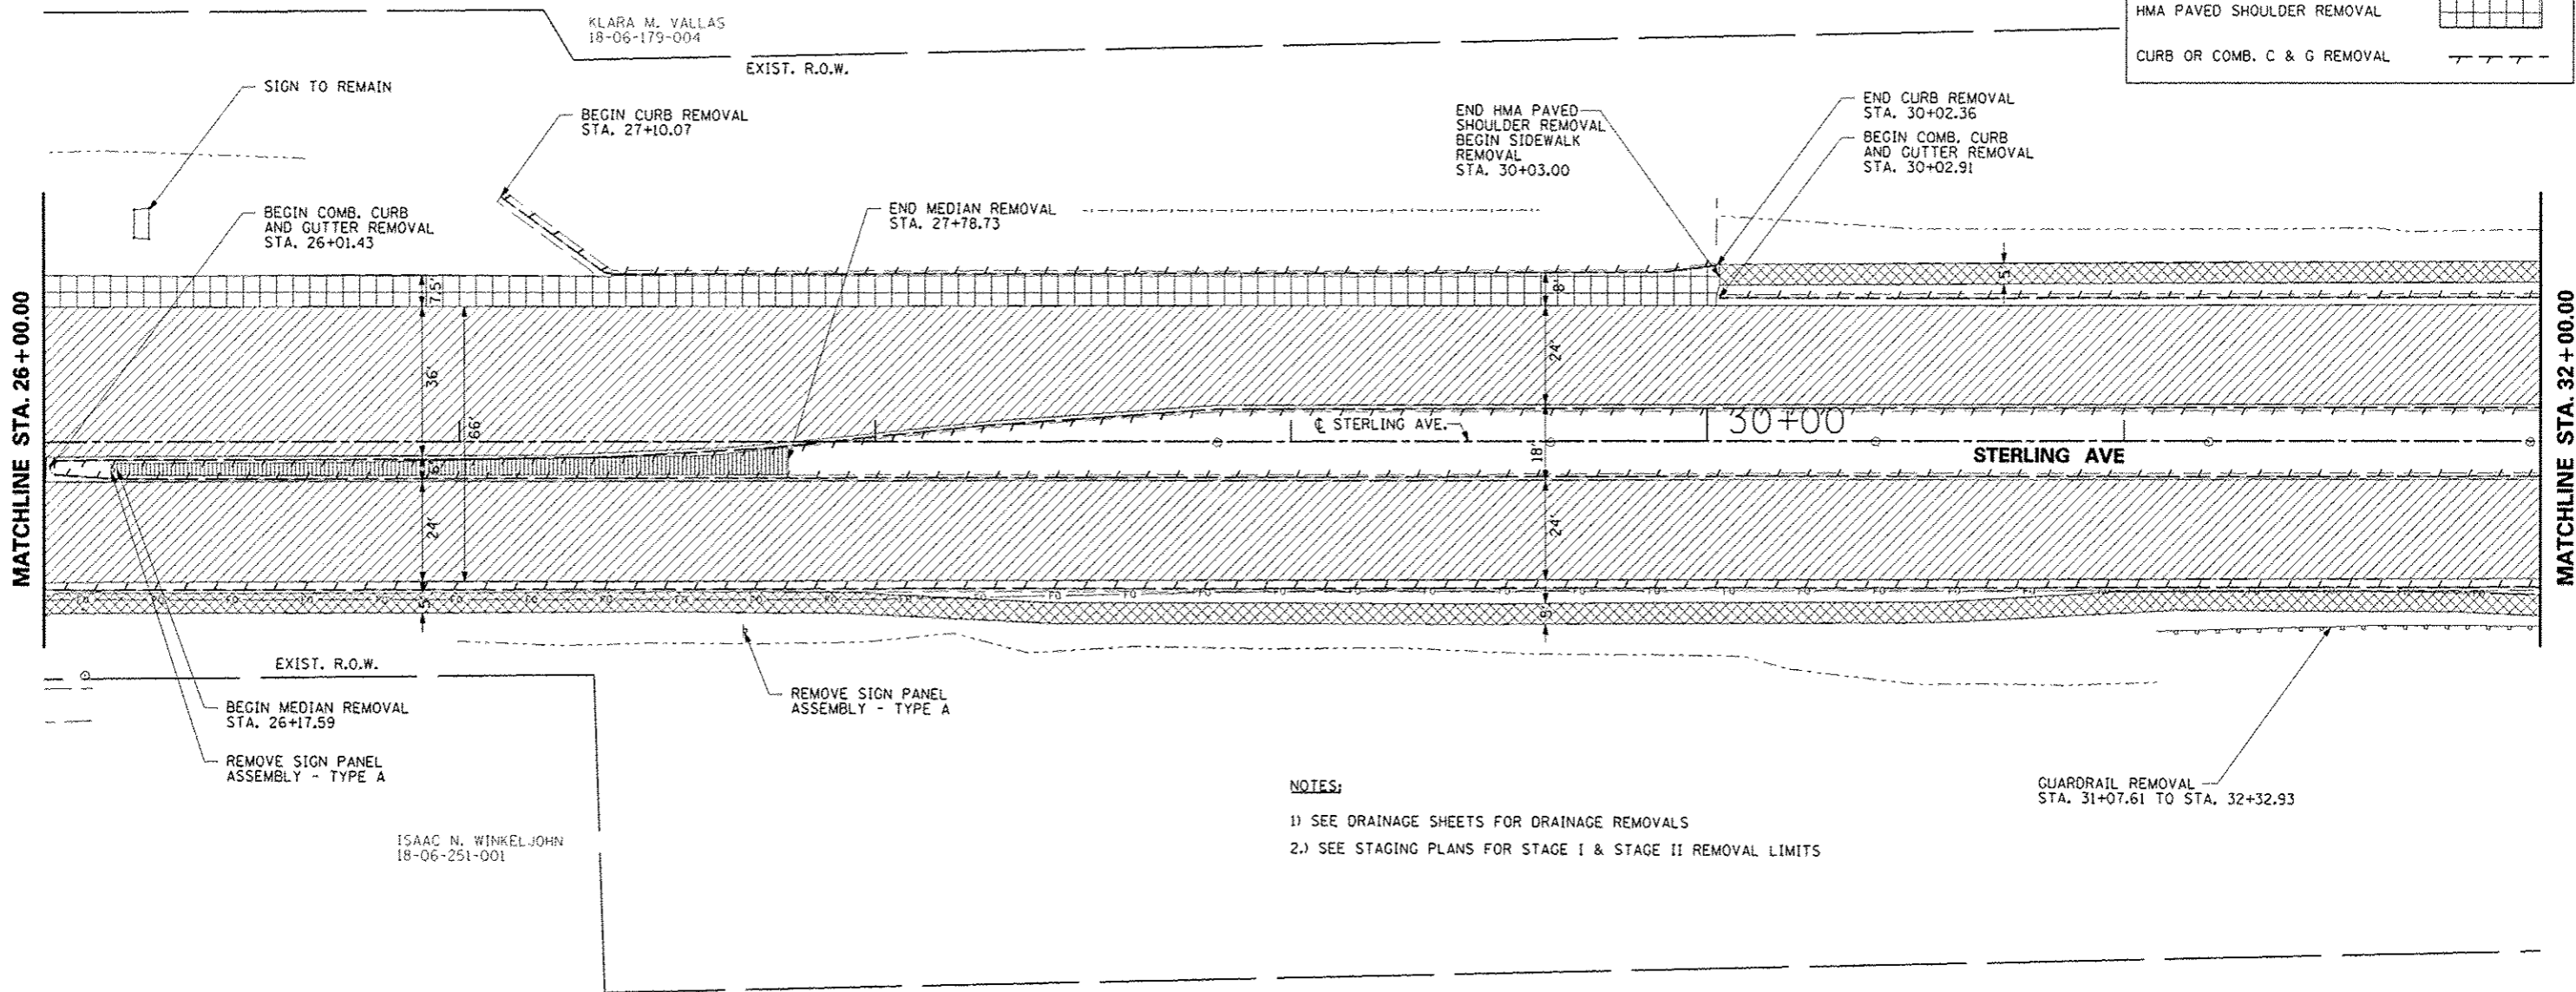 KLARA M. VALLAS
18-06-179-004
EXIST. R.O.W.
HMA PAVED SHOULDER REMOVAL
CURB OR COMB. C & G REMOVAL
SIGN TO REMAIN
BEGIN CURB REMOVAL
STA. 27+10.07
END HMA PAVED
SHOULDER REMOVAL
BEGIN SIDEWALK
REMOVAL
STA. 30+03.00
END CURB REMOVAL
STA. 30+02.36
BEGIN COMB. CURB
AND GUTTER REMOVAL
STA. 30+02.91
BEGIN COMB. CURB
AND GUTTER REMOVAL
STA. 26+01.43
END MEDIAN REMOVAL
STA. 27+78.73
MATCHLINE STA. 26+00.00
7.5'
36'
66'
6'
24'
5'
8'
24'
18'
24'
5'
5'
℄ STERLING AVE.
30+00
STERLING AVE
MATCHLINE STA. 32+00.00
EXIST. R.O.W.
BEGIN MEDIAN REMOVAL
STA. 26+17.59
REMOVE SIGN PANEL
ASSEMBLY - TYPE A
REMOVE SIGN PANEL
ASSEMBLY - TYPE A
ISAAC N. WINKELJOHN
18-06-251-001
NOTES:
1) SEE DRAINAGE SHEETS FOR DRAINAGE REMOVALS
2.) SEE STAGING PLANS FOR STAGE I & STAGE II REMOVAL LIMITS
GUARDRAIL REMOVAL
STA. 31+07.61 TO STA. 32+32.93